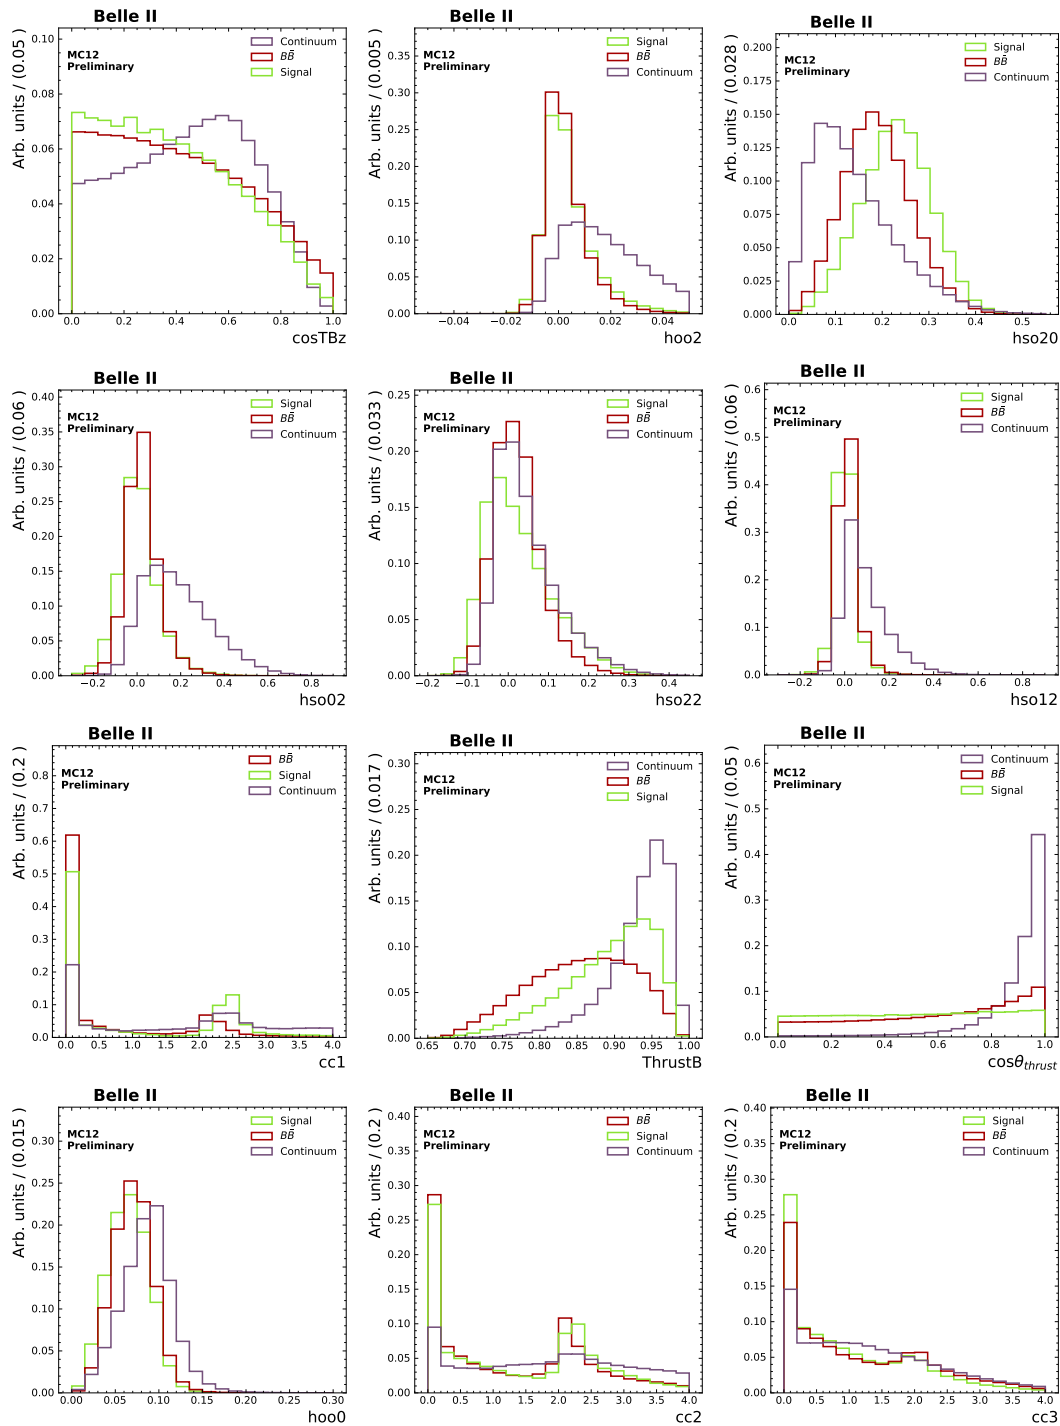 Belle II
Arb. units / (0.05 )
MC12
Preliminary
Continuum
BB̄
Signal
0.10
0.08
0.06
0.04
0.02
0.00
0.0 0.2 0.4 0.6 0.8 1.0
cosTBz
Belle II
Arb. units / (0.005 )
MC12
Preliminary
Signal
BB̄
Continuum
0.35
0.30
0.25
0.20
0.15
0.10
0.05
0.00
−0.04 −0.02 0.00 0.02 0.04
hoo2
Belle II
Arb. units / (0.028 )
MC12
Preliminary
Signal
BB̄
Continuum
0.200
0.175
0.150
0.125
0.100
0.075
0.050
0.025
0.000
0.0 0.1 0.2 0.3 0.4 0.5
hso20
Belle II
Arb. units / (0.06 )
MC12
Preliminary
Signal
BB̄
Continuum
0.40
0.35
0.30
0.25
0.20
0.15
0.10
0.05
0.00
−0.2 0.0 0.2 0.4 0.6 0.8
hso02
Belle II
Arb. units / (0.033 )
MC12
Preliminary
Signal
BB̄
Continuum
0.25
0.20
0.15
0.10
0.05
0.00
−0.2 −0.1 0.0 0.1 0.2 0.3 0.4
hso22
Belle II
Arb. units / (0.06 )
MC12
Preliminary
Signal
BB̄
Continuum
0.6
0.5
0.4
0.3
0.2
0.1
0.0
−0.2 0.0 0.2 0.4 0.6 0.8
hso12
Belle II
Arb. units / (0.2 )
MC12
Preliminary
BB̄
Signal
Continuum
0.8
0.7
0.6
0.5
0.4
0.3
0.2
0.1
0.0
0.0 0.5 1.0 1.5 2.0 2.5 3.0 3.5 4.0
cc1
Belle II
Arb. units / (0.017 )
MC12
Preliminary
Continuum
BB̄
Signal
0.30
0.25
0.20
0.15
0.10
0.05
0.00
0.65 0.70 0.75 0.80 0.85 0.90 0.95 1.00
ThrustB
Belle II
Arb. units / (0.05 )
MC12
Preliminary
Continuum
BB̄
Signal
0.6
0.5
0.4
0.3
0.2
0.1
0.0
0.0 0.2 0.4 0.6 0.8 1.0
cosθthrust
Belle II
Arb. units / (0.015 )
MC12
Preliminary
Signal
BB̄
Continuum
0.30
0.25
0.20
0.15
0.10
0.05
0.00
0.00 0.05 0.10 0.15 0.20 0.25 0.30
hoo0
Belle II
Arb. units / (0.2 )
MC12
Preliminary
BB̄
Signal
Continuum
0.40
0.35
0.30
0.25
0.20
0.15
0.10
0.05
0.00
0.0 0.5 1.0 1.5 2.0 2.5 3.0 3.5 4.0
cc2
Belle II
Arb. units / (0.2 )
MC12
Preliminary
Signal
BB̄
Continuum
0.40
0.35
0.30
0.25
0.20
0.15
0.10
0.05
0.00
0.0 0.5 1.0 1.5 2.0 2.5 3.0 3.5 4.0
cc3